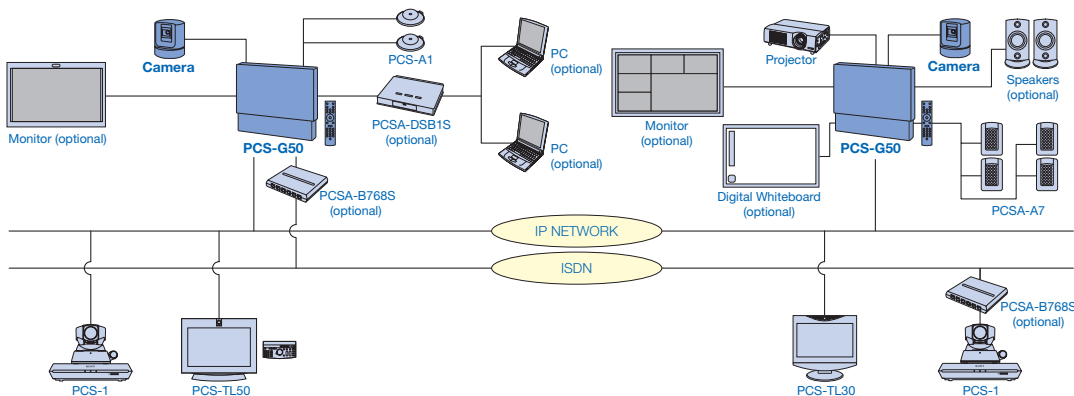 Camera
PCS-A1
Monitor (optional)
PCS-G50
PCSA-DSB1S
(optional)
PC
(optional)
PC
(optional)
PCSA-B768S
(optional)
Projector
Camera
Speakers
(optional)
Monitor
(optional)
PCS-G50
Digital Whiteboard
(optional)
PCSA-A7
IP NETWORK
ISDN
PCS-1
PCS-TL50
PCS-TL30
PCSA-B768S
(optional)
PCS-1